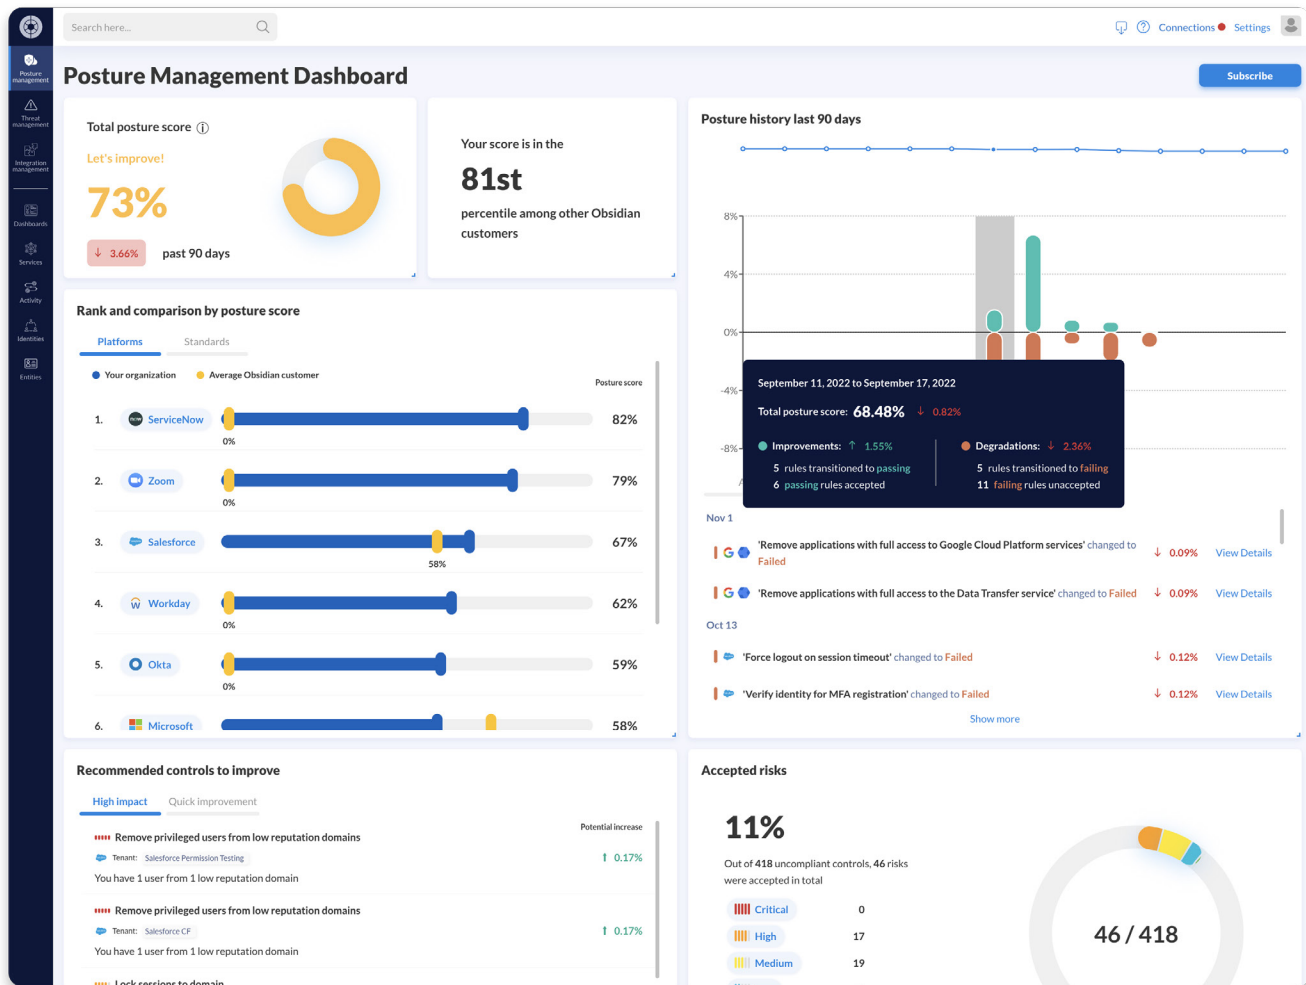 Search here...
Connections
Settings
Posture
management
Threat
management
Integration
management
Dashboards
Services
Activity
Identities
Entities
Posture Management Dashboard
Subscribe
Total posture score
Let's improve!
73%
3.66%
past 90 days
Your score is in the
81st
percentile among other Obsidian
customers
Rank and comparison by posture score
Platforms
Standards
Your organization
Average Obsidian customer
Posture score
1.
ServiceNow
0%
82%
2.
Zoom
0%
79%
3.
Salesforce
58%
67%
4.
Workday
0%
62%
5.
Okta
0%
59%
6.
Microsoft
58%
Posture history last 90 days
8%
4%
0%
-4%
-8%
September 11, 2022 to September 17, 2022
Total posture score: 68.48% ↓ 0.82%
Improvements: ↑ 1.55%
5 rules transitioned to passing
6 passing rules accepted
Degradations: ↓ 2.36%
5 rules transitioned to failing
11 failing rules unaccepted
Nov 1
'Remove applications with full access to Google Cloud Platform services' changed to
Failed
↓ 0.09%
View Details
'Remove applications with full access to the Data Transfer service' changed to Failed
↓ 0.09%
View Details
Oct 13
'Force logout on session timeout' changed to Failed
↓ 0.12%
View Details
'Verify identity for MFA registration' changed to Failed
↓ 0.12%
View Details
Show more
Recommended controls to improve
High impact
Quick improvement
Potential increase
Remove privileged users from low reputation domains
Tenant: Salesforce Permission Testing
↑ 0.17%
You have 1 user from 1 low reputation domain
Remove privileged users from low reputation domains
Tenant: Salesforce CF
↑ 0.17%
You have 1 user from 1 low reputation domain
Lock sessions to domain
Accepted risks
11%
Out of 418 uncompliant controls, 46 risks
were accepted in total
Critical
0
High
17
Medium
19
46 / 418